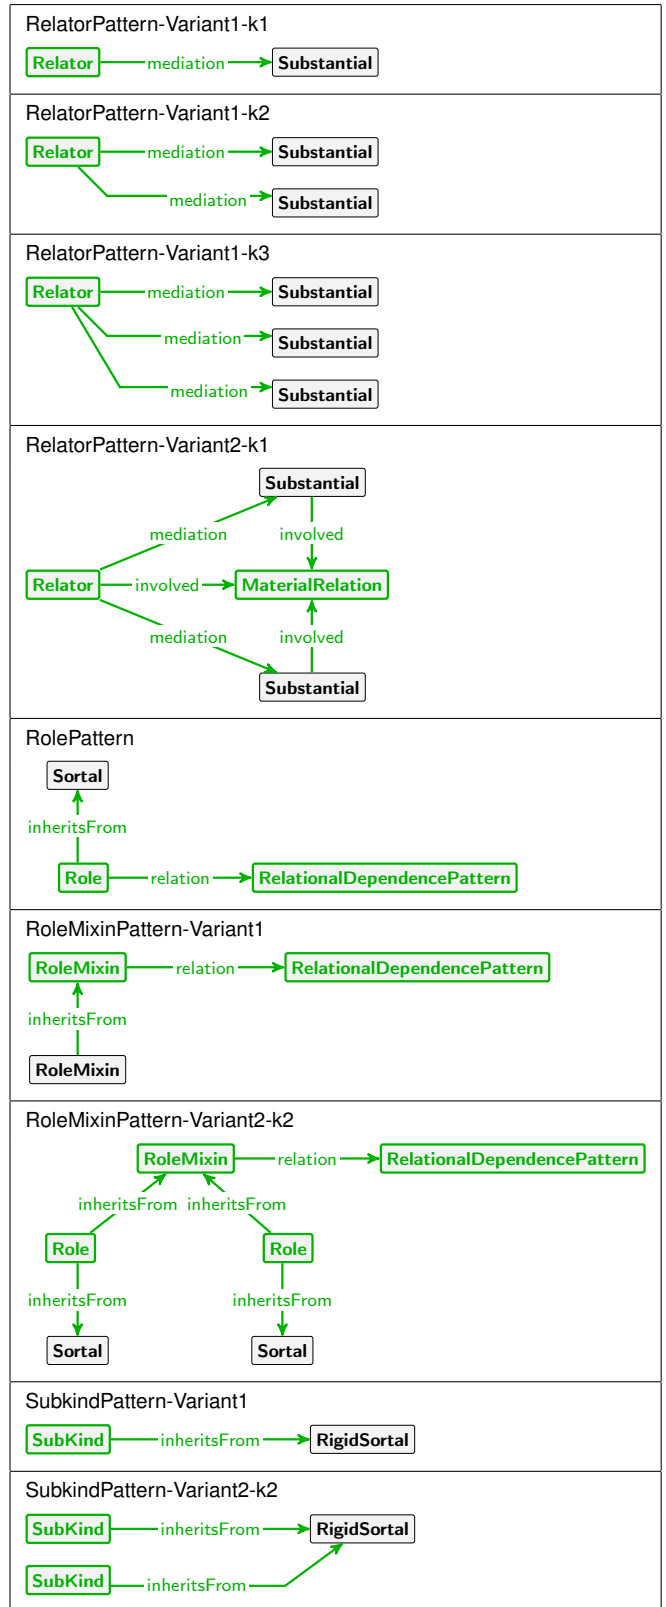 RelatorPattern-Variant1-k1
Relator mediation Substantial
RelatorPattern-Variant1-k2
Relator mediation Substantial
mediation Substantial
RelatorPattern-Variant1-k3
Relator mediation Substantial
mediation Substantial
mediation Substantial
RelatorPattern-Variant2-k1
Substantial
mediation involved
Relator involved MaterialRelation
mediation involved
Substantial
RolePattern
Sortal
inheritsFrom
Role relation RelationalDependencePattern
RoleMixinPattern-Variant1
RoleMixin relation RelationalDependencePattern
inheritsFrom
RoleMixin
RoleMixinPattern-Variant2-k2
RoleMixin relation RelationalDependencePattern
inheritsFrom inheritsFrom
Role Role
inheritsFrom inheritsFrom
Sortal Sortal
SubkindPattern-Variant1
SubKind inheritsFrom RigidSortal
SubkindPattern-Variant2-k2
SubKind inheritsFrom RigidSortal
SubKind inheritsFrom